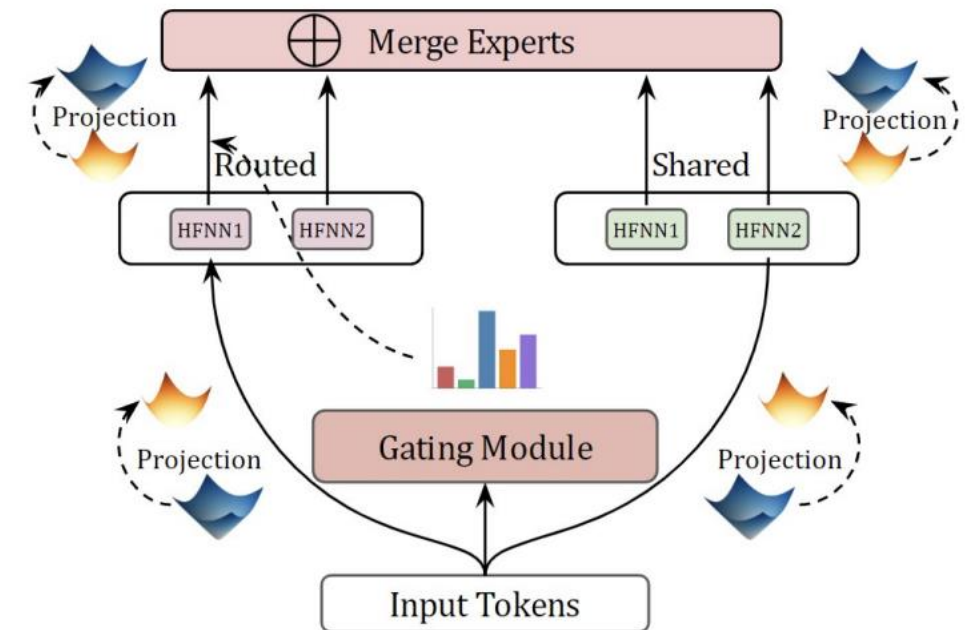 Merge Experts
Projection
Projection
Routed
Shared
HFNN1
HFNN2
HFNN1
HFNN2
Gating Module
Projection
Projection
Input Tokens